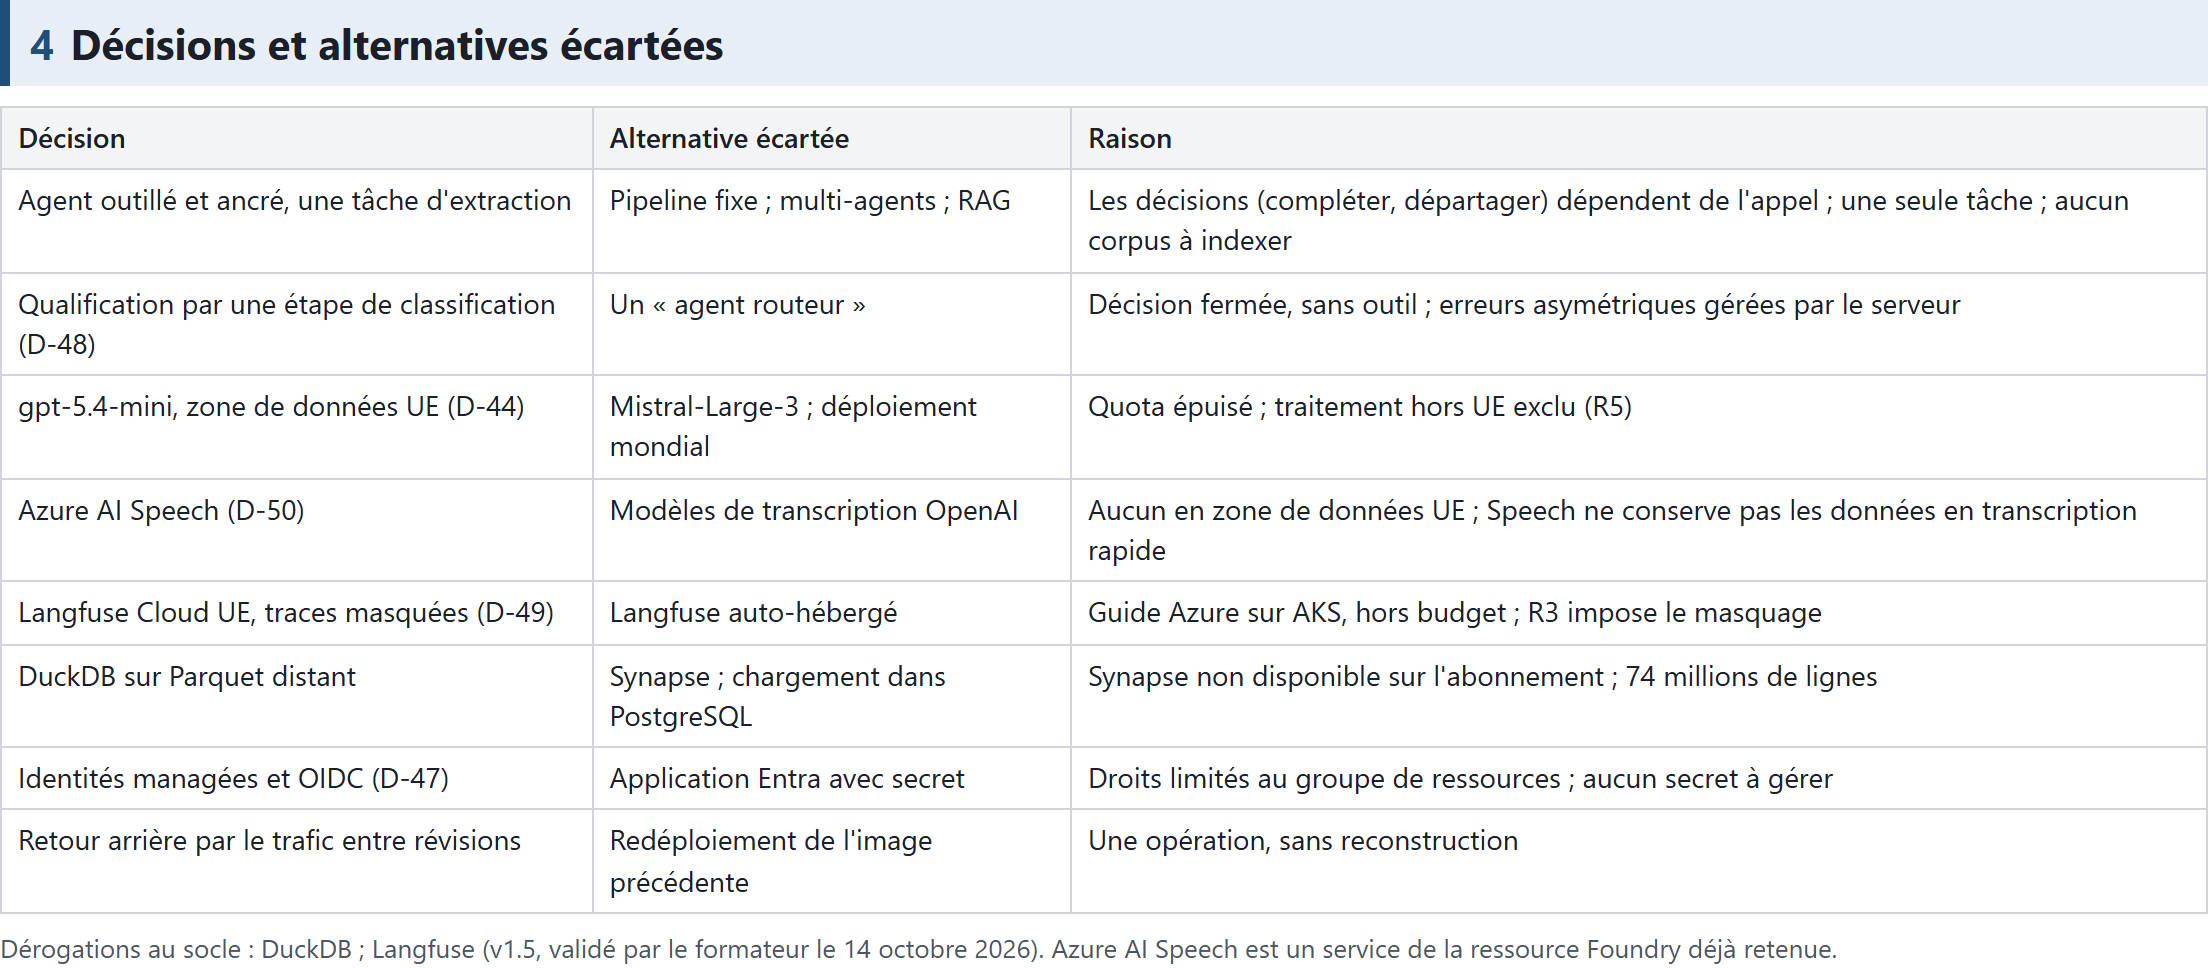 4 Décisions et alternatives écartées
Décision
Alternative écartée
Raison
Agent outillé et ancré, une tâche d'extraction
Pipeline fixe ; multi-agents ; RAG
Les décisions (compléter, départager) dépendent de l'appel ; une seule tâche ; aucun
corpus à indexer
Qualification par une étape de classification
(D-48)
Un « agent routeur »
Décision fermée, sans outil ; erreurs asymétriques gérées par le serveur
gpt-5.4-mini, zone de données UE (D-44)
Mistral-Large-3 ; déploiement
mondial
Quota épuisé ; traitement hors UE exclu (R5)
Azure AI Speech (D-50)
Modèles de transcription OpenAI
Aucun en zone de données UE ; Speech ne conserve pas les données en transcription
rapide
Langfuse Cloud UE, traces masquées (D-49)
Langfuse auto-hébergé
Guide Azure sur AKS, hors budget ; R3 impose le masquage
DuckDB sur Parquet distant
Synapse ; chargement dans
PostgreSQL
Synapse non disponible sur l'abonnement ; 74 millions de lignes
Identités managées et OIDC (D-47)
Application Entra avec secret
Droits limités au groupe de ressources ; aucun secret à gérer
Retour arrière par le trafic entre révisions
Redéploiement de l'image
précédente
Une opération, sans reconstruction
Dérogations au socle : DuckDB ; Langfuse (v1.5, validé par le formateur le 14 octobre 2026). Azure AI Speech est un service de la ressource Foundry déjà retenue.